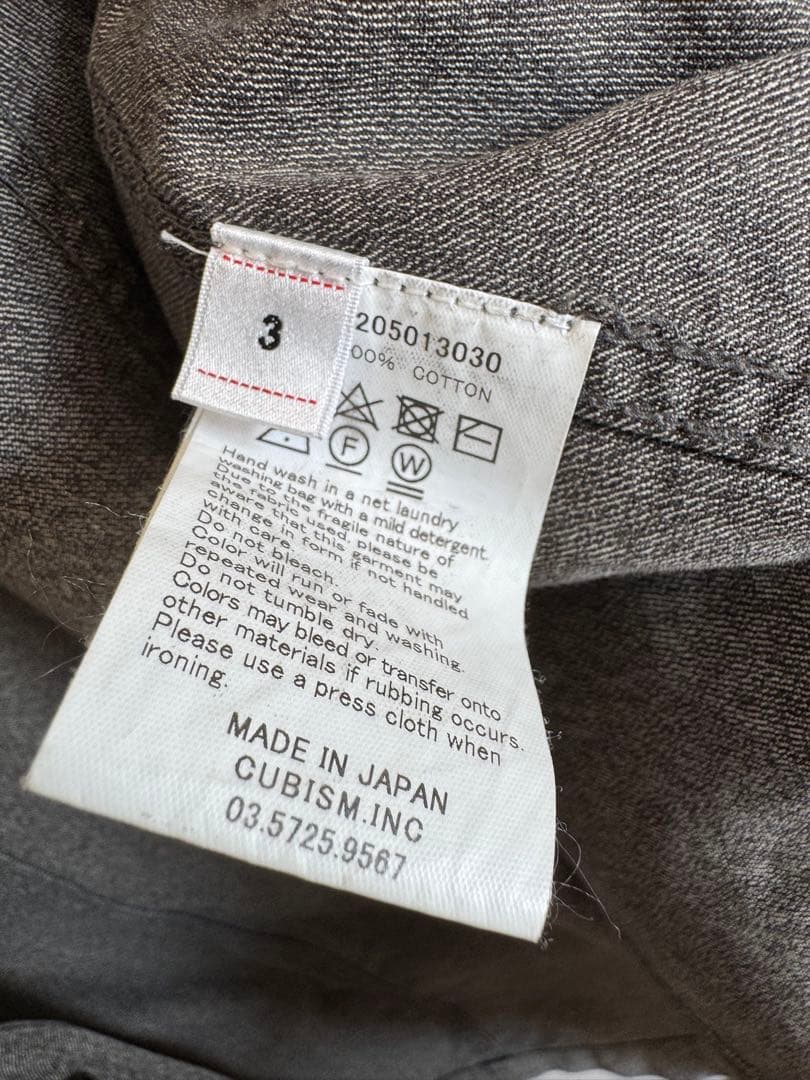 3
205013030
00% COTTON
F
W
Hand wash in a net laundry
washing bag with a mild detergent.
Due to the fragile nature of
the fabric used, please be
aware that this garment may
change in form if not handled
with care.
Do not bleach.
Color will run or fade with
repeated wear and washing.
Do not tumble dry.
Colors may bleed or transfer onto
other materials if rubbing occurs.
Please use a press cloth when
ironing.
MADE IN JAPAN
CUBISM.INC
03.5725.9567